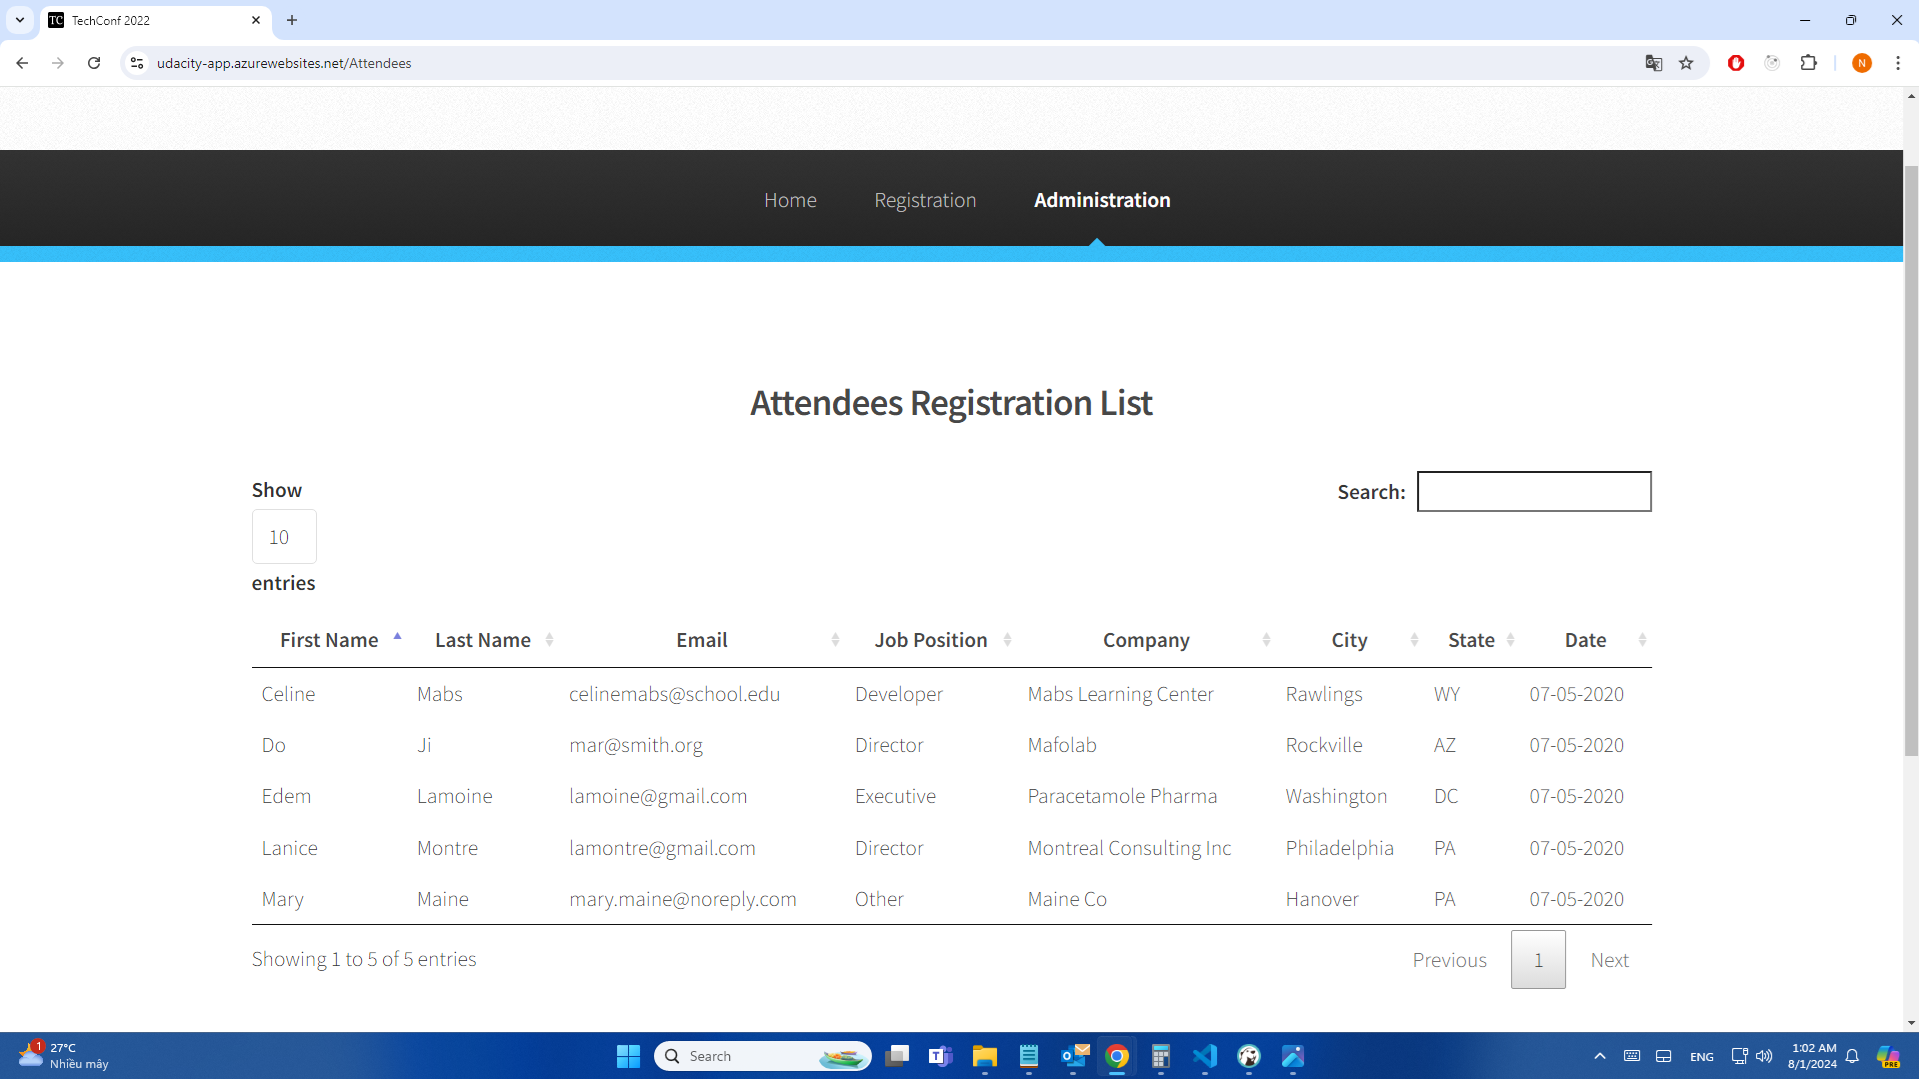 TC TechConf 2022
udacity-app.azurewebsites.net/Attendees
N
Home Registration Administration
Attendees Registration List
Show
10
entries
Search:
First Name Last Name Email Job Position Company City State Date
Celine Mabs celinemabs@school.edu Developer Mabs Learning Center Rawlings WY 07-05-2020
Do Ji mar@smith.org Director Mafolab Rockville AZ 07-05-2020
Edem Lamoine lamoine@gmail.com Executive Paracetamole Pharma Washington DC 07-05-2020
Lanice Montre lamontre@gmail.com Director Montreal Consulting Inc Philadelphia PA 07-05-2020
Mary Maine mary.maine@noreply.com Other Maine Co Hanover PA 07-05-2020
Showing 1 to 5 of 5 entries
Previous 1 Next
1
27°C
Nhiều mây
Search
ENG
1:02 AM
8/1/2024
PRE